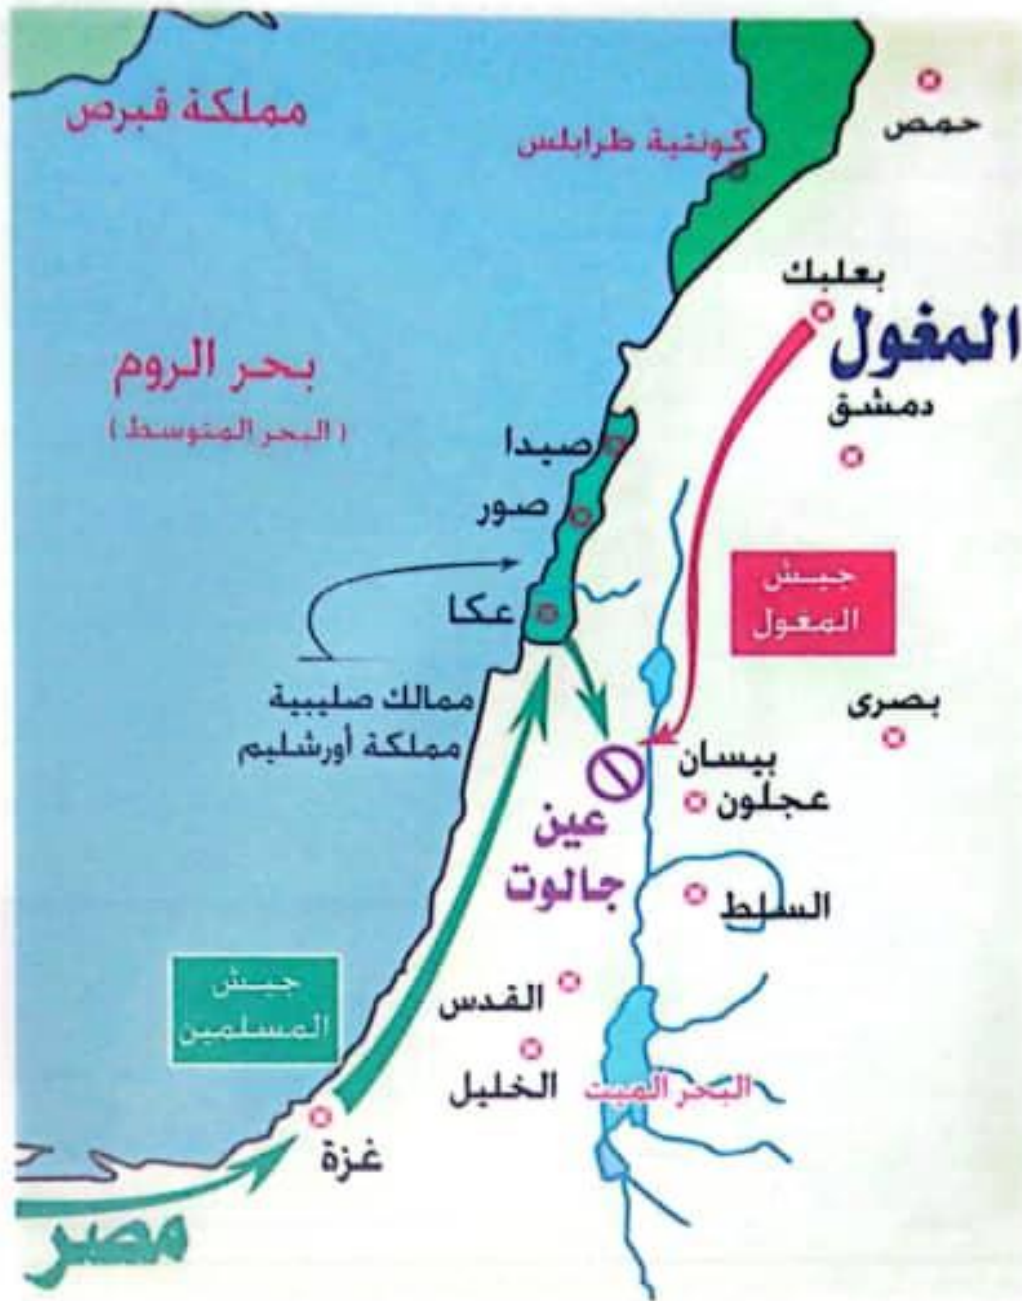 حمص
مملكة قبرص
كونتية طرابلس
بعلبك
المغول
بحر الروم
(البحر المتوسط)
دمشق
صيدا
صور
جيش
المغول
عكا
ممالك صليبية
مملكة أورشليم
بصرى
بيسان
عجلون
عين
جالوت
السلط
جيش
المسلمين
القدس
الخليل
البحر الميت
غزة
مصر